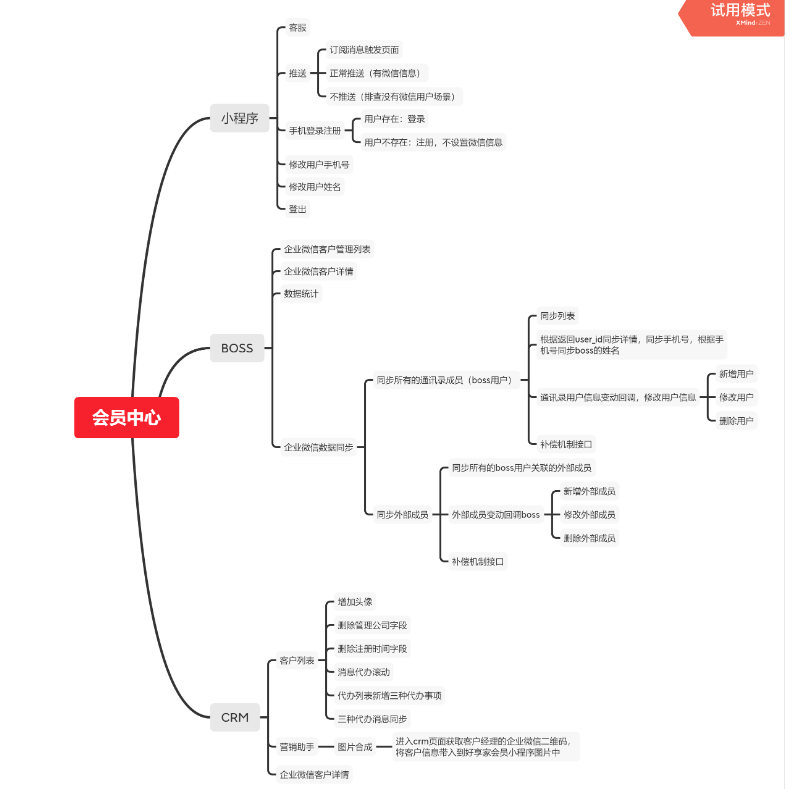 试用模式
XMind:ZEN
客服
订阅消息触发页面
推送
正常推送（有微信信息）
不推送（排查没有微信用户场景）
小程序
用户存在：登录
手机登录注册
用户不存在：注册，不设置微信信息
修改用户手机号
修改用户姓名
登出
企业微信客户管理列表
企业微信客户详情
数据统计
同步列表
BOSS
根据返回user_id同步详情，同步手机号，根据手
机号同步boss的姓名
新增用户
同步所有的通讯录成员（boss用户）
通讯录用户信息变动回调，修改用户信息
修改用户
会员中心
删除用户
企业微信数据同步
补偿机制接口
同步所有的boss用户关联的外部成员
新增外部成员
同步外部成员
外部成员变动回调boss
修改外部成员
删除外部成员
补偿机制接口
增加头像
删除管理公司字段
删除注册时间字段
客户列表
消息代办滚动
代办列表新增三种代办事项
CRM
三种代办消息同步
营销助手
图片合成
进入crm页面获取客户经理的企业微信二维码，
将客户信息带入到好享家会员小程序图片中
企业微信客户详情